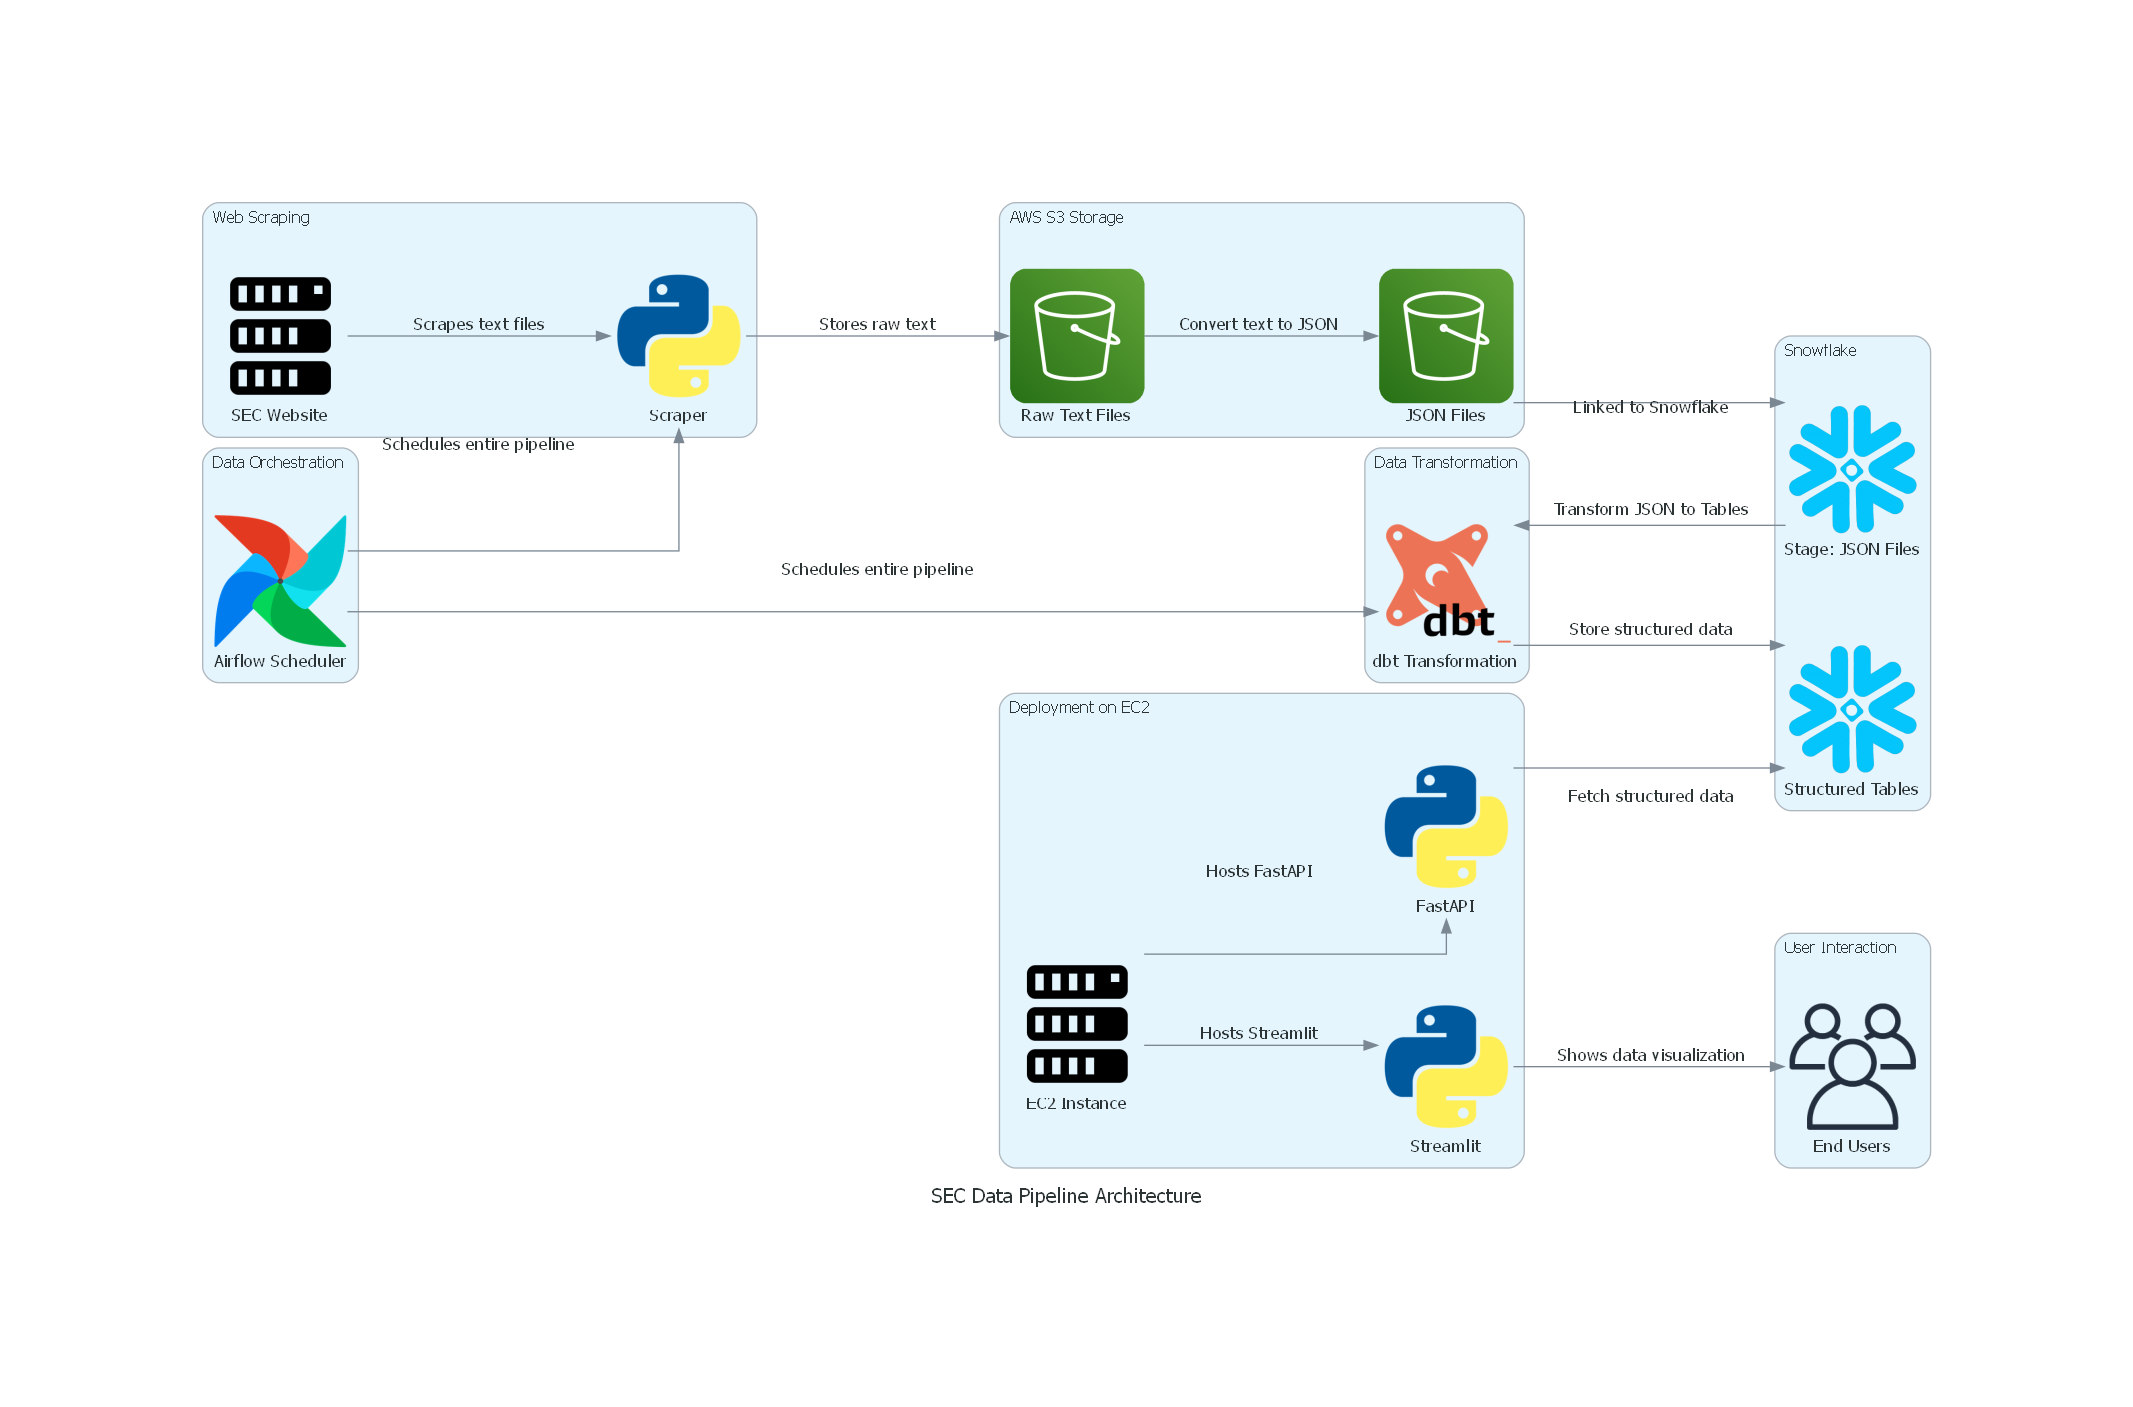 Web Scraping
Scrapes text files
SEC Website
Scraper
Stores raw text
AWS S3 Storage
Convert text to JSON
Raw Text Files
JSON Files
Linked to Snowflake
Snowflake
Stage: JSON Files
Structured Tables
Schedules entire pipeline
Data Orchestration
Airflow Scheduler
Schedules entire pipeline
Data Transformation
dbt_
dbt Transformation
Transform JSON to Tables
Store structured data
Deployment on EC2
Fetch structured data
Hosts FastAPI
FastAPI
Hosts Streamlit
EC2 Instance
Streamlit
Shows data visualization
User Interaction
End Users
SEC Data Pipeline Architecture